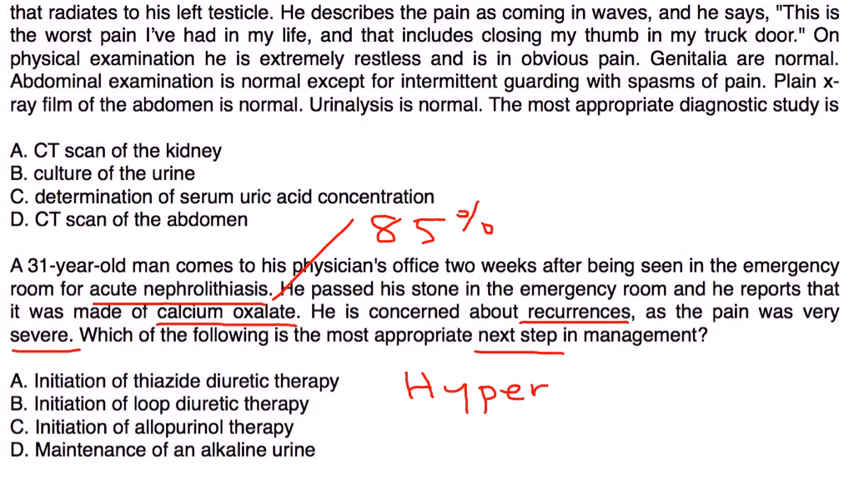 that radiates to his left testicle. He describes the pain as coming in waves, and he says, "This is
the worst pain I've had in my life, and that includes closing my thumb in my truck door." On
physical examination he is extremely restless and is in obvious pain. Genitalia are normal.
Abdominal examination is normal except for intermittent guarding with spasms of pain. Plain x-
ray film of the abdomen is normal. Urinalysis is normal. The most appropriate diagnostic study is
A. CT scan of the kidney
B. culture of the urine
C. determination of serum uric acid concentration
D. CT scan of the abdomen
85%
A 31-year-old man comes to his physician's office two weeks after being seen in the emergency
room for acute nephrolithiasis. He passed his stone in the emergency room and he reports that
it was made of calcium oxalate. He is concerned about recurrences, as the pain was very
severe. Which of the following is the most appropriate next step in management?
A. Initiation of thiazide diuretic therapy
B. Initiation of loop diuretic therapy
C. Initiation of allopurinol therapy
D. Maintenance of an alkaline urine
Hyper